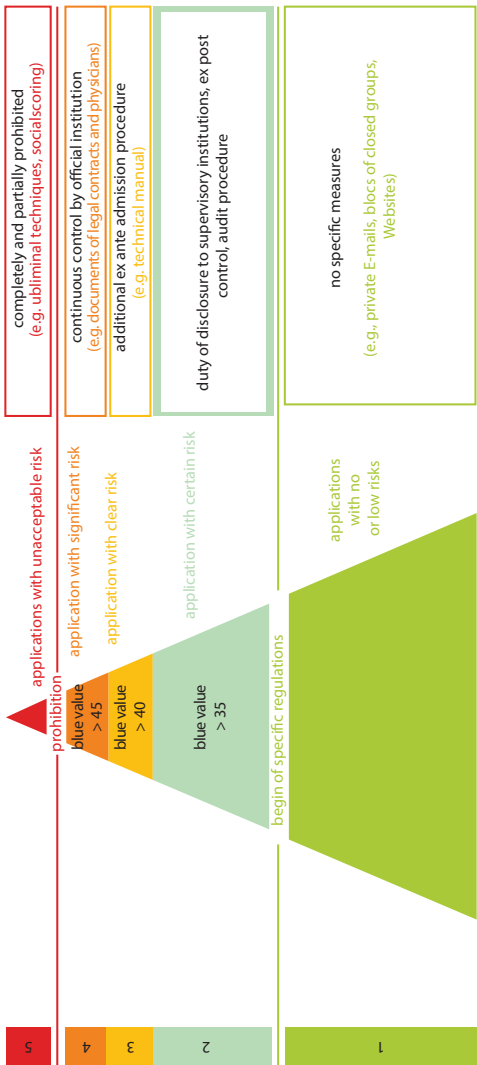 5
applications with unacceptable risk
completely and partially prohibited
(e.g. ubliminal techniques, socialscoring)
prohibition
4
blue value
> 45
application with significant risk
continuous control by official institution
(e.g. documents of legal contracts and physicians)
3
blue value
> 40
application with clear risk
additional ex ante admission procedure
(e.g. technical manual)
2
blue value
> 35
application with certain risk
duty of disclosure to supervisory institutions, ex post
control, audit procedure
begin of specific regulations
1
applications
with no
or low risks
no specific measures
(e.g., private E-mails, blocs of closed groups,
Websites)